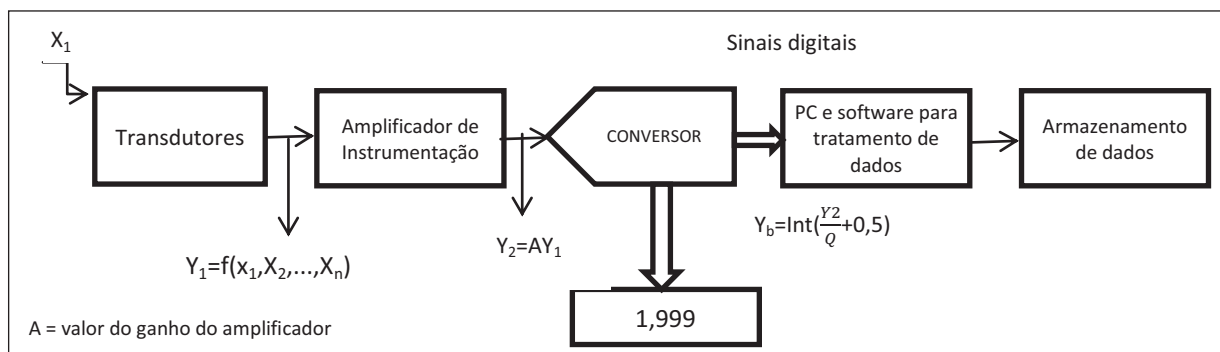 X₁
Sinais digitais
Transdutores
Amplificador de
Instrumentação
CONVERSOR
PC e software para
tratamento de
dados
Armazenamento
de dados
Y₁=f(x₁,X₂,...,Xₙ)
Y₂=AY₁
Y_b=Int(Y2/Q+0,5)
1,999
A = valor do ganho do amplificador